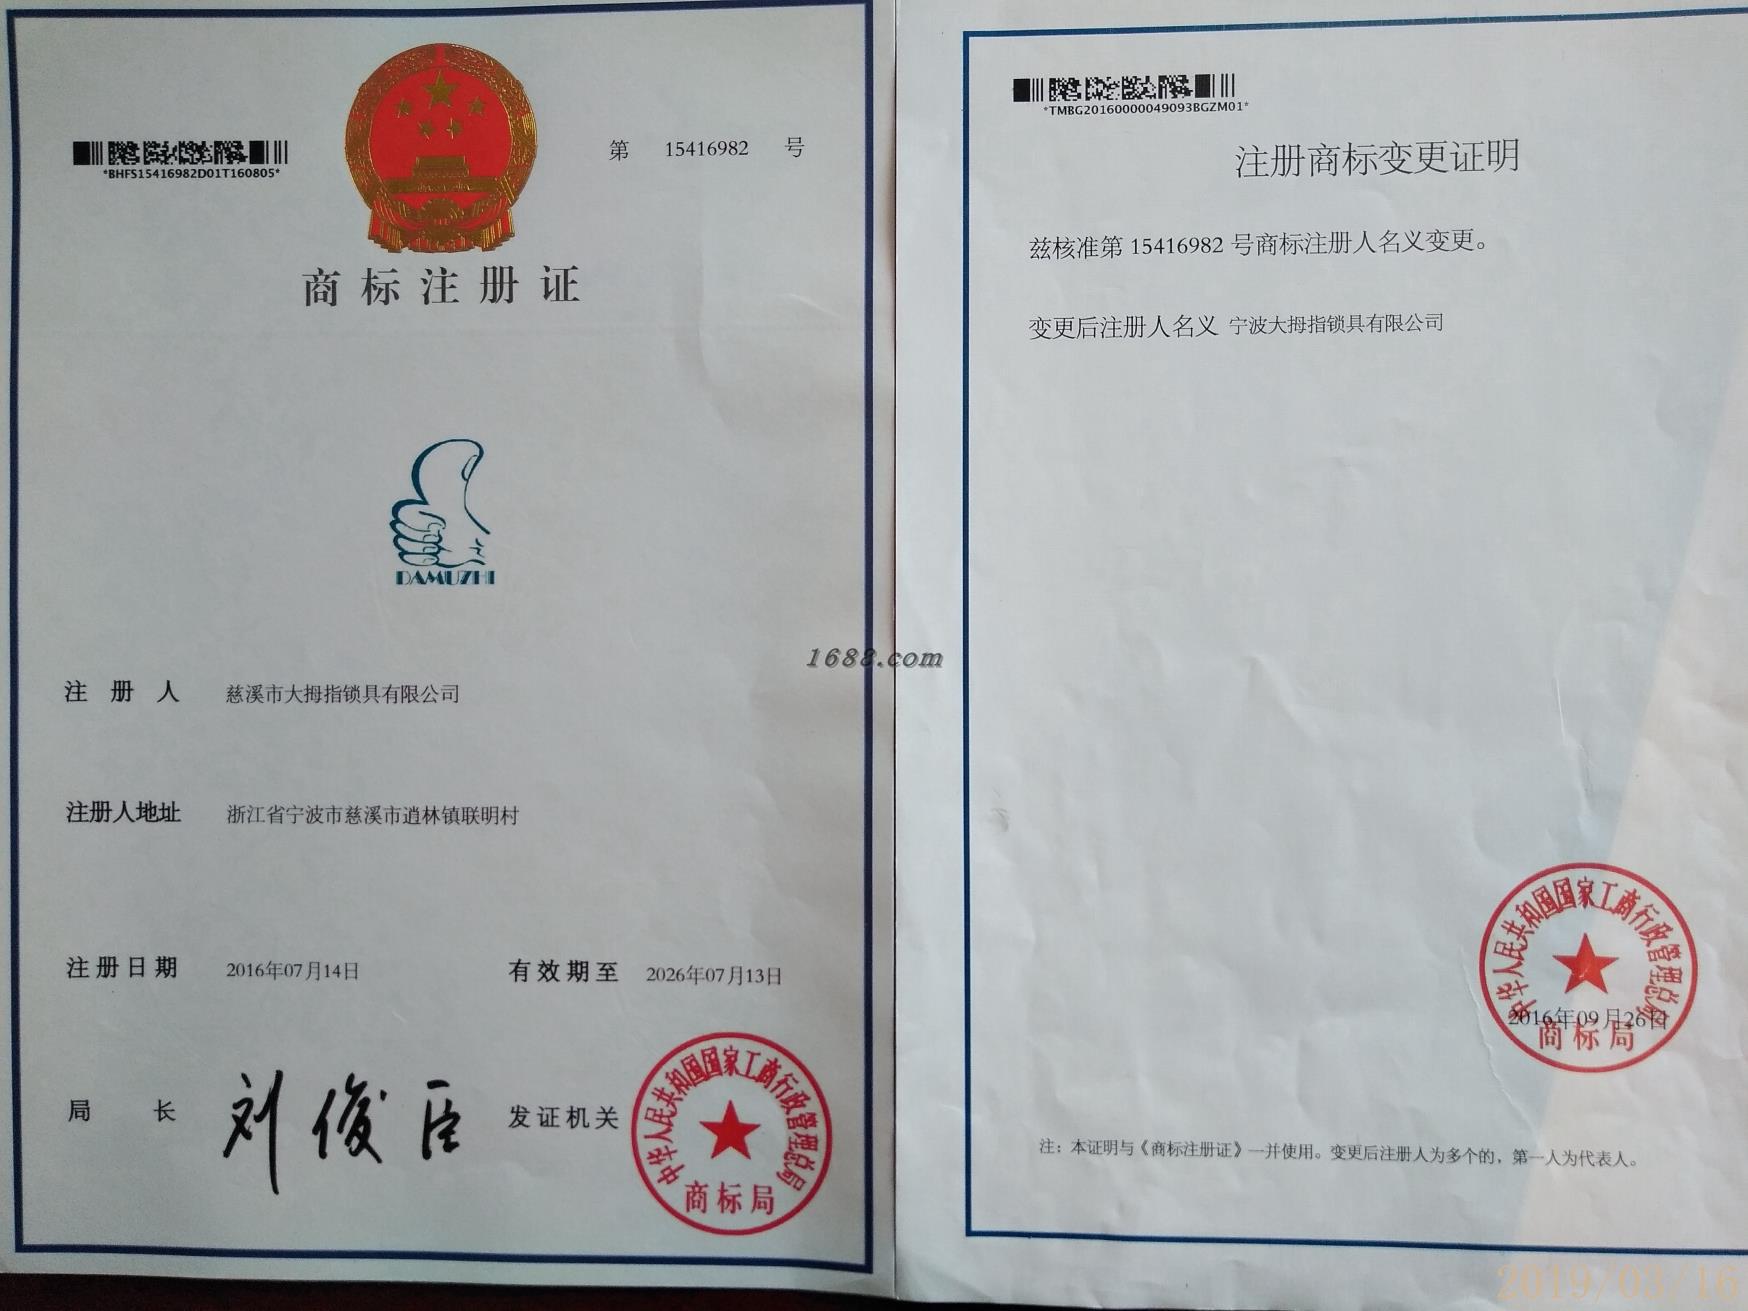 *BHFS15416982D01T160805*
第 15416982 号
商标注册证
DAMUZHI
注册人 慈溪市大拇指锁具有限公司
注册人地址 浙江省宁波市慈溪市逍林镇联明村
注册日期 2016年07月14日 有效期至 2026年07月13日
局长 刘俊臣 发证机关
中华人民共和国国家工商行政管理总局
商标局
1688.com
*TMBG20160000049093BGZM01*
注册商标变更证明
兹核准第 15416982 号商标注册人名义变更。
变更后注册人名义 宁波大拇指锁具有限公司
中华人民共和国国家工商行政管理总局
2016年09月26日
商标局
注：本证明与《商标注册证》一并使用。变更后注册人为多个的，第一人为代表人。
2019/03/16